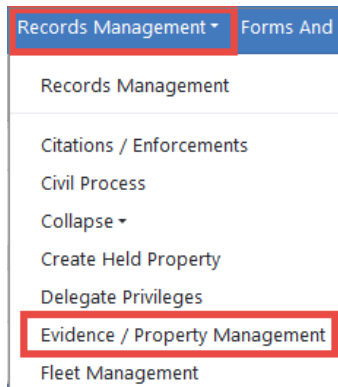 Records Management ▾ Forms And
Records Management
Citations / Enforcements
Civil Process
Collapse ▾
Create Held Property
Delegate Privileges
Evidence / Property Management
Fleet Management